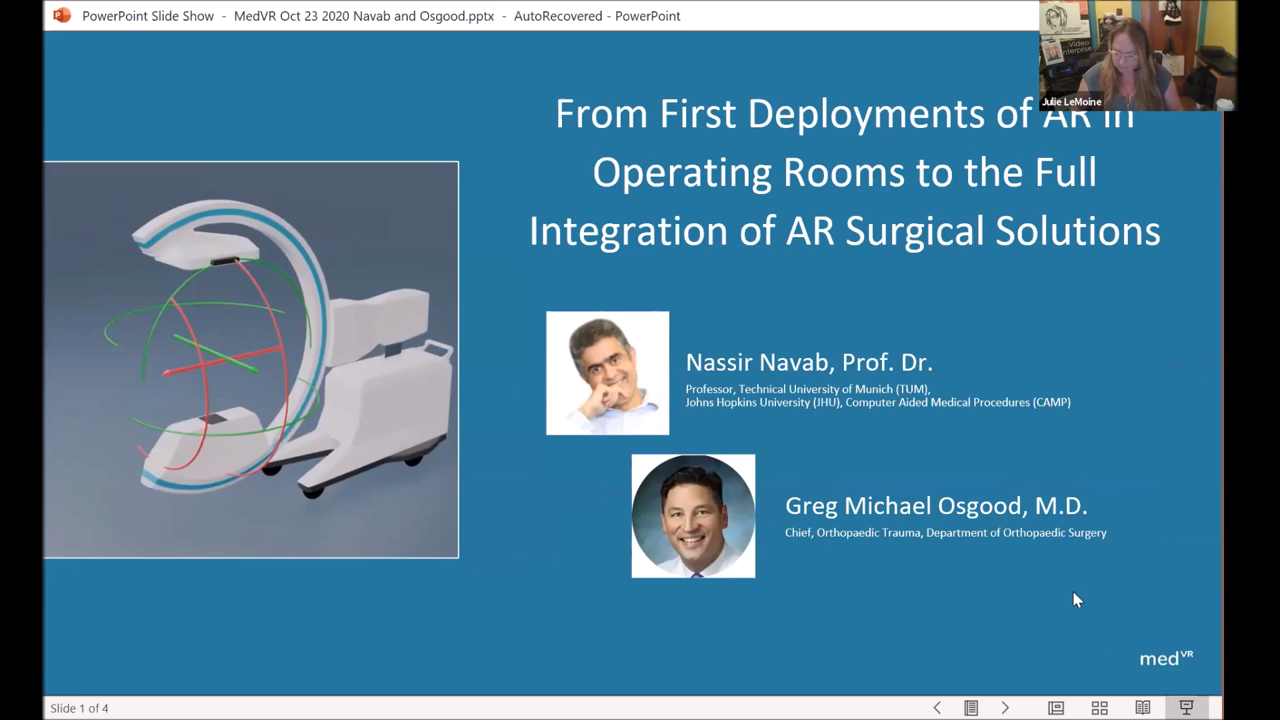 PowerPoint Slide Show - MedVR Oct 23 2020 Navab and Osgood.pptx - AutoRecovered - PowerPoint
Video
Enterprise
Julie LeMoine
From First Deployments of AR in
Operating Rooms to the Full
Integration of AR Surgical Solutions
Nassir Navab, Prof. Dr.
Professor, Technical University of Munich (TUM),
Johns Hopkins University (JHU), Computer Aided Medical Procedures (CAMP)
Greg Michael Osgood, M.D.
Chief, Orthopaedic Trauma, Department of Orthopaedic Surgery
medVR
Slide 1 of 4